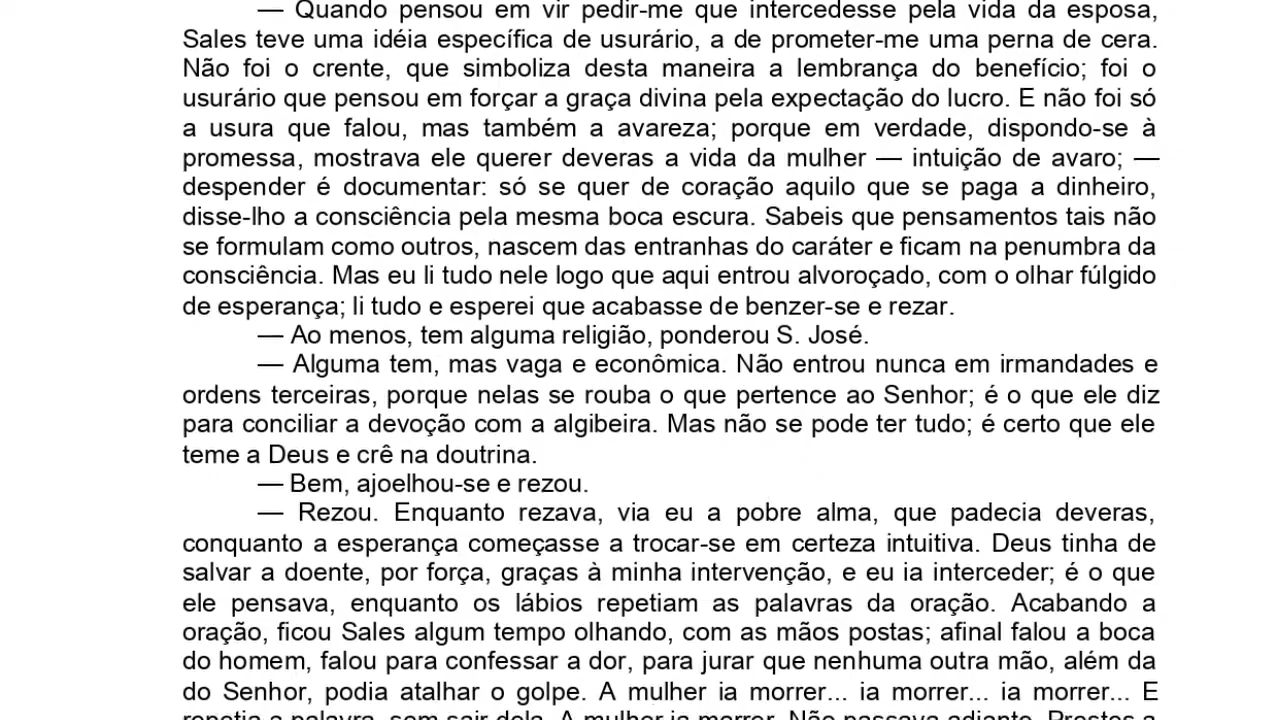 — Quando pensou em vir pedir-me que intercedesse pela vida da esposa,
Sales teve uma idéia específica de usurário, a de prometer-me uma perna de cera.
Não foi o crente, que simboliza desta maneira a lembrança do benefício; foi o
usurário que pensou em forçar a graça divina pela expectação do lucro. E não foi só
a usura que falou, mas também a avareza; porque em verdade, dispondo-se à
promessa, mostrava ele querer deveras a vida da mulher — intuição de avaro; —
despender é documentar: só se quer de coração aquilo que se paga a dinheiro,
disse-lho a consciência pela mesma boca escura. Sabeis que pensamentos tais não
se formulam como outros, nascem das entranhas do caráter e ficam na penumbra da
consciência. Mas eu li tudo nele logo que aqui entrou alvoroçado, com o olhar fúlgido
de esperança; li tudo e esperei que acabasse de benzer-se e rezar.
— Ao menos, tem alguma religião, ponderou S. José.
— Alguma tem, mas vaga e econômica. Não entrou nunca em irmandades e
ordens terceiras, porque nelas se rouba o que pertence ao Senhor; é o que ele diz
para conciliar a devoção com a algibeira. Mas não se pode ter tudo; é certo que ele
teme a Deus e crê na doutrina.
— Bem, ajoelhou-se e rezou.
— Rezou. Enquanto rezava, via eu a pobre alma, que padecia deveras,
conquanto a esperança começasse a trocar-se em certeza intuitiva. Deus tinha de
salvar a doente, por força, graças à minha intervenção, e eu ia interceder; é o que
ele pensava, enquanto os lábios repetiam as palavras da oração. Acabando a
oração, ficou Sales algum tempo olhando, com as mãos postas; afinal falou a boca
do homem, falou para confessar a dor, para jurar que nenhuma outra mão, além da
do Senhor, podia atalhar o golpe. A mulher ia morrer... ia morrer... ia morrer... E
repetia a palavra, sem sair dela. A mulher ia morrer. Não passava adiante. Prestes a